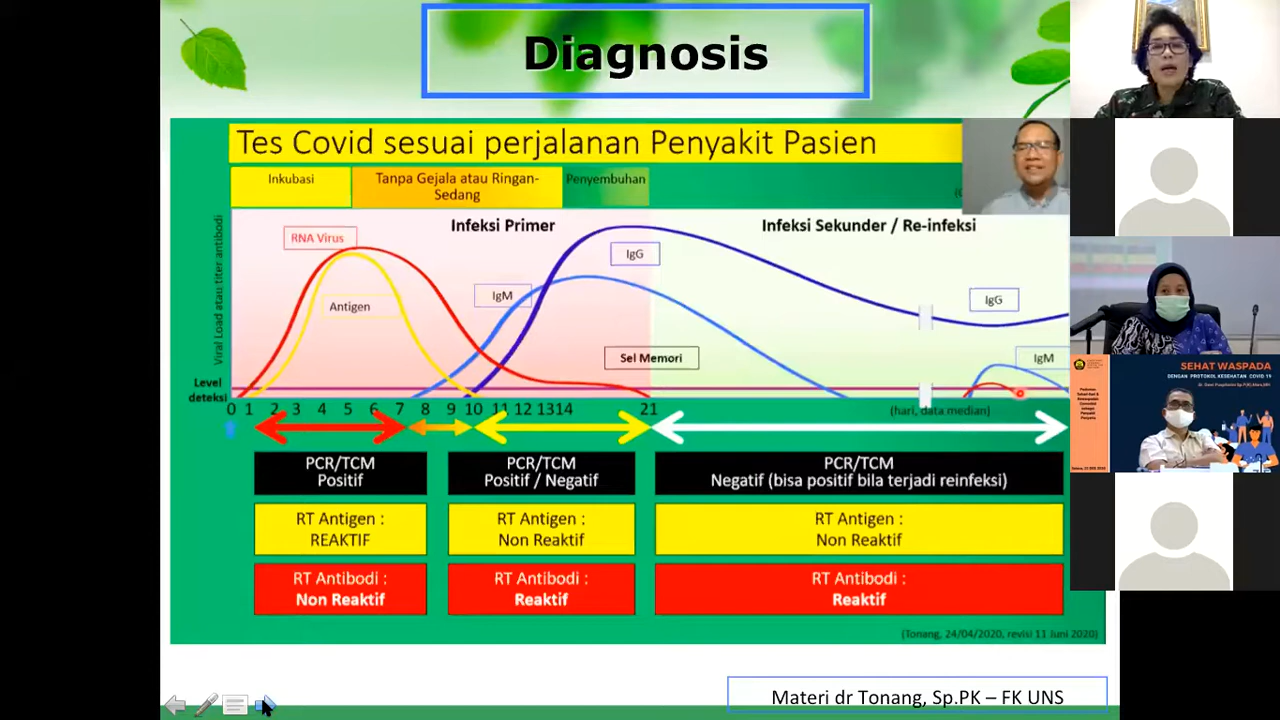 Diagnosis
Tes Covid sesuai perjalanan Penyakit Pasien
Inkubasi
Tanpa Gejala atau Ringan-
Sedang
Penyembuhan
Viral Load atau titer antibodi
Infeksi Primer
Infeksi Sekunder / Re-infeksi
RNA Virus
IgG
IgM
Antigen
IgG
Sel Memori
IgM
Level
deteksi
0 1 2 3 4 5 6 7 8 9 10 11 12 13 14 21
(hari, data median)
PCR/TCM
Positif
PCR/TCM
Positif / Negatif
PCR/TCM
Negatif (bisa positif bila terjadi reinfeksi)
RT Antigen :
REAKTIF
RT Antigen :
Non Reaktif
RT Antigen :
Non Reaktif
RT Antibodi :
Non Reaktif
RT Antibodi :
Reaktif
RT Antibodi :
Reaktif
(Tonang, 24/04/2020, revisi 11 Juni 2020)
Materi dr Tonang, Sp.PK – FK UNS
SEHAT WASPADA
DENGAN PROTOKOL KESEHATAN COVID 19